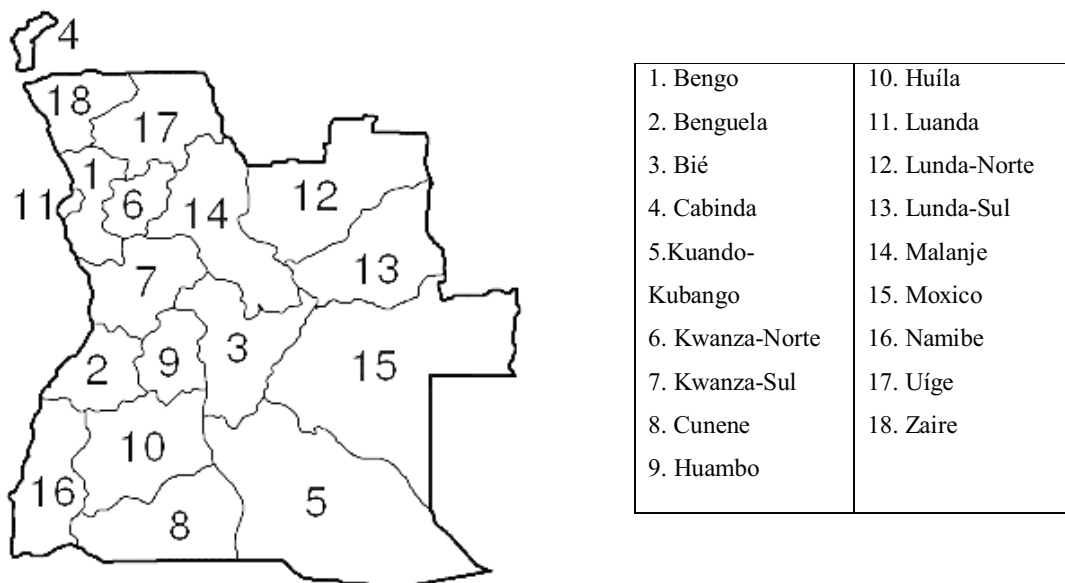 4
18
17
1
12
11
6
14
13
7
3
9
15
2
10
16
5
8
1. Bengo
2. Benguela
3. Bié
4. Cabinda
5.Kuando-
Kubango
6. Kwanza-Norte
7. Kwanza-Sul
8. Cunene
9. Huambo
10. Huíla
11. Luanda
12. Lunda-Norte
13. Lunda-Sul
14. Malanje
15. Moxico
16. Namibe
17. Uíge
18. Zaire